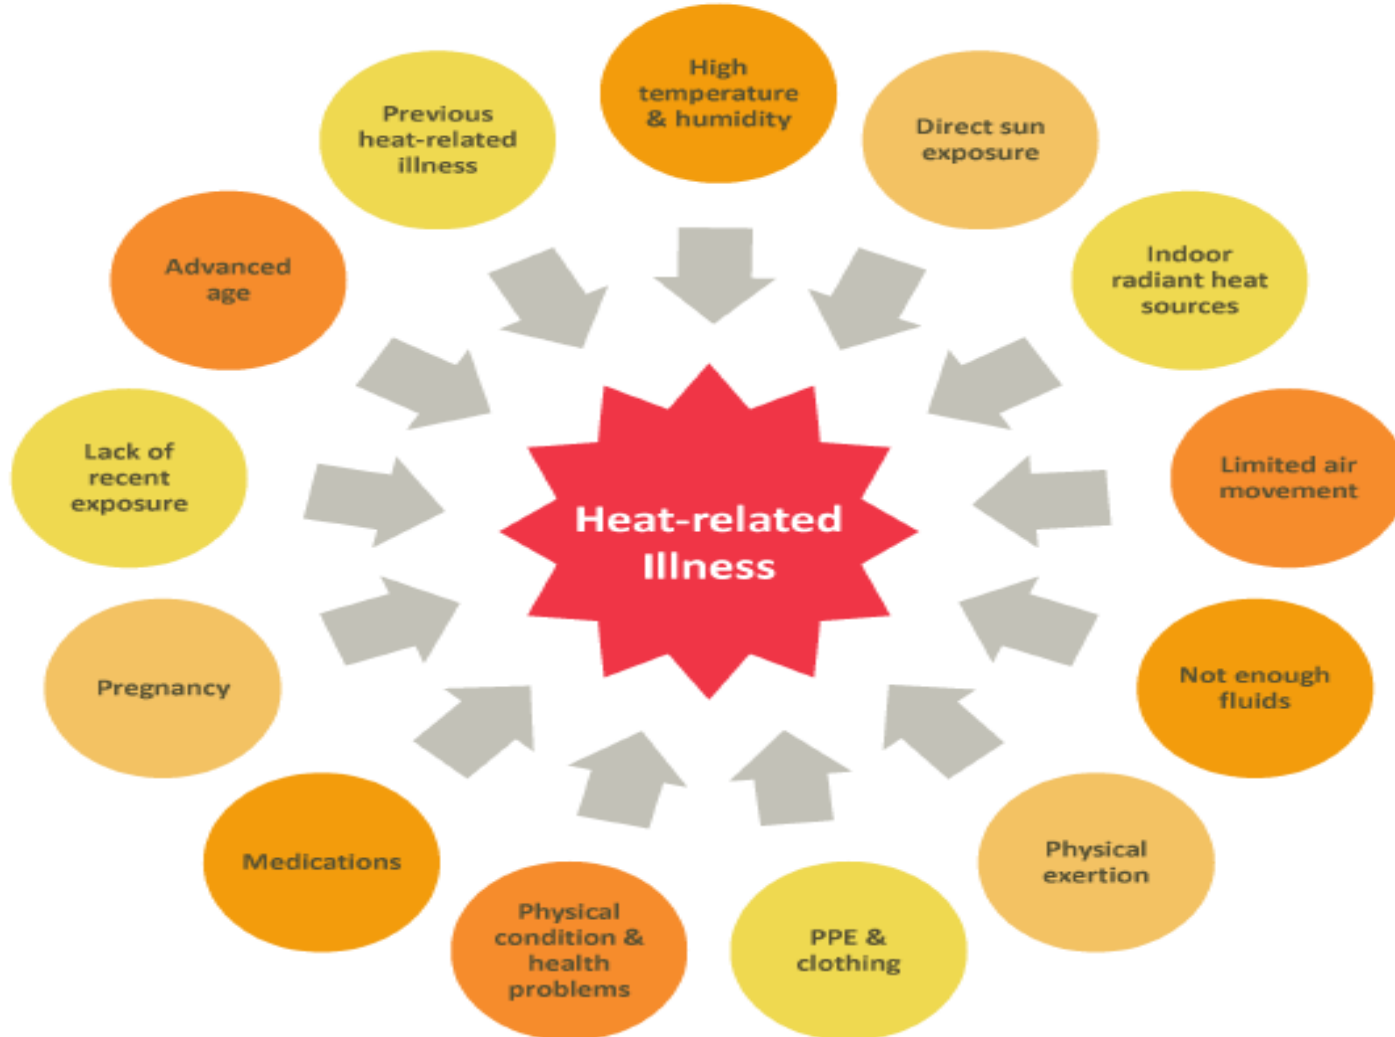 High
temperature
& humidity
Direct sun
exposure
Indoor
radiant heat
sources
Limited air
movement
Not enough
fluids
Physical
exertion
PPE &
clothing
Physical
condition &
health
problems
Medications
Pregnancy
Lack of
recent
exposure
Advanced
age
Previous
heat-related
illness
Heat-related
Illness